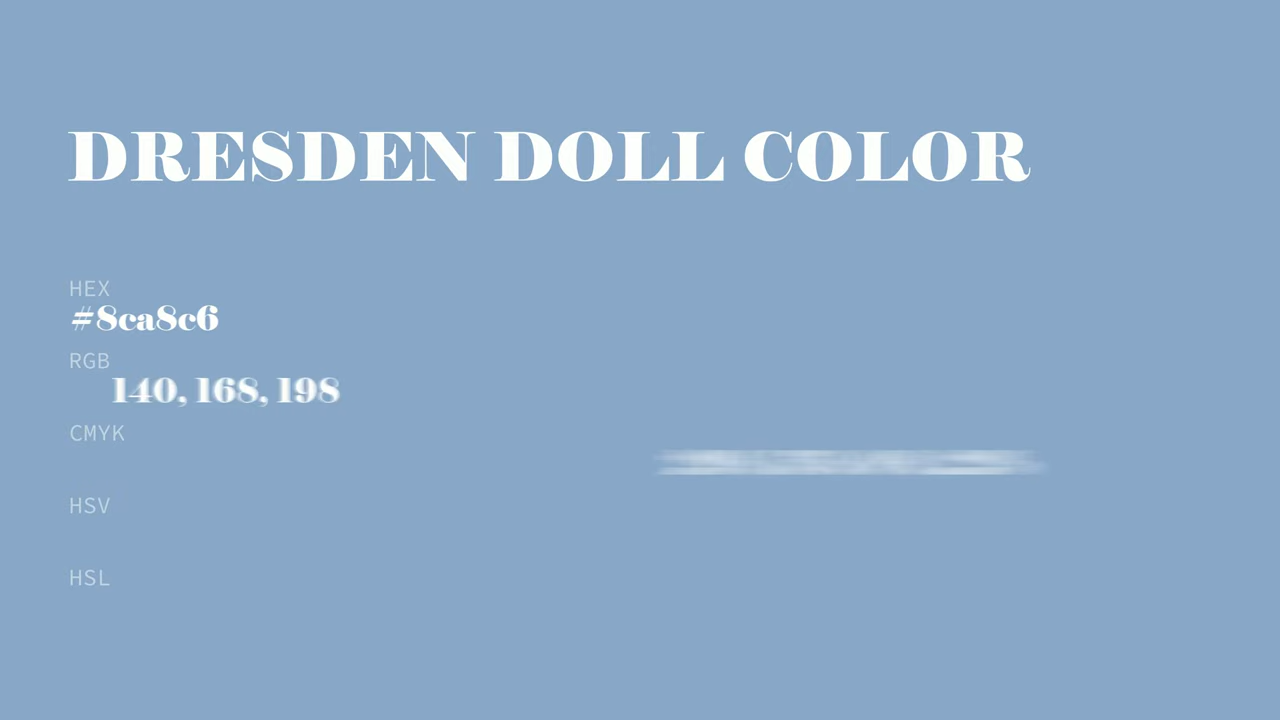 DRESDEN DOLL COLOR
HEX
#8ca8c6
RGB
140, 168, 198
CMYK
HSV
HSL